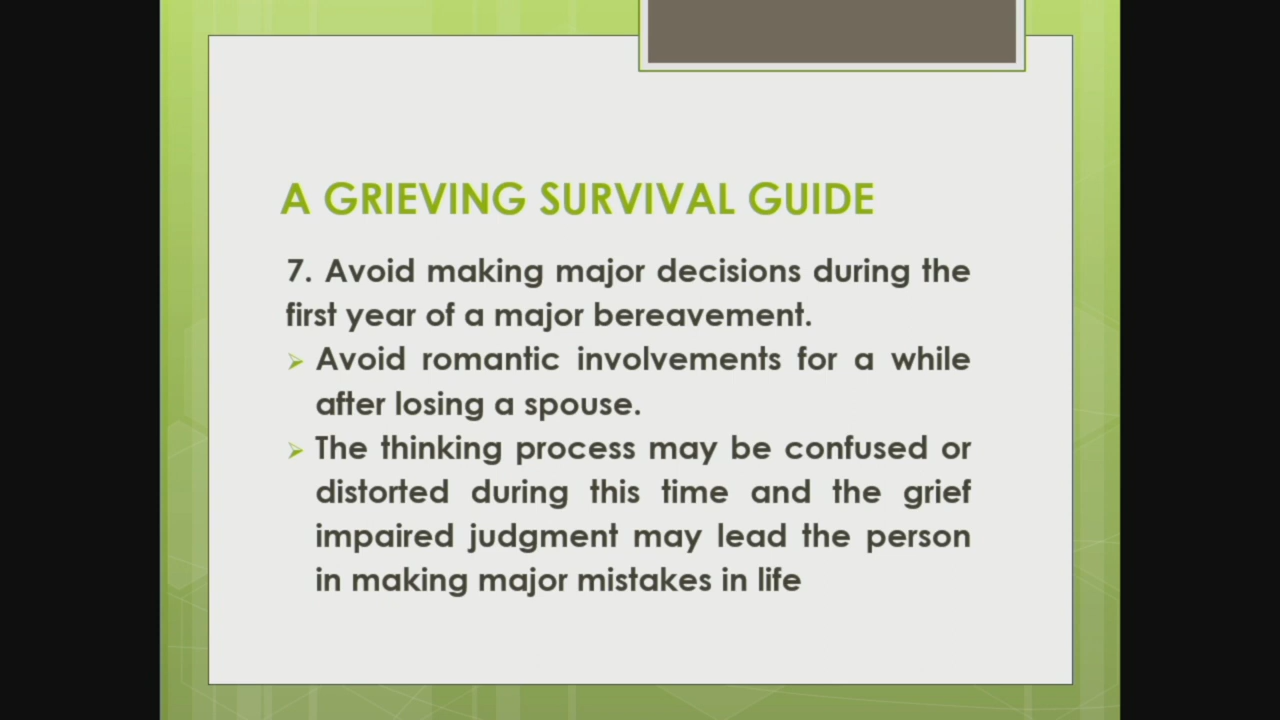 A GRIEVING SURVIVAL GUIDE
7. Avoid making major decisions during the
first year of a major bereavement.
➢ Avoid romantic involvements for a while
after losing a spouse.
➢ The thinking process may be confused or
distorted during this time and the grief
impaired judgment may lead the person
in making major mistakes in life